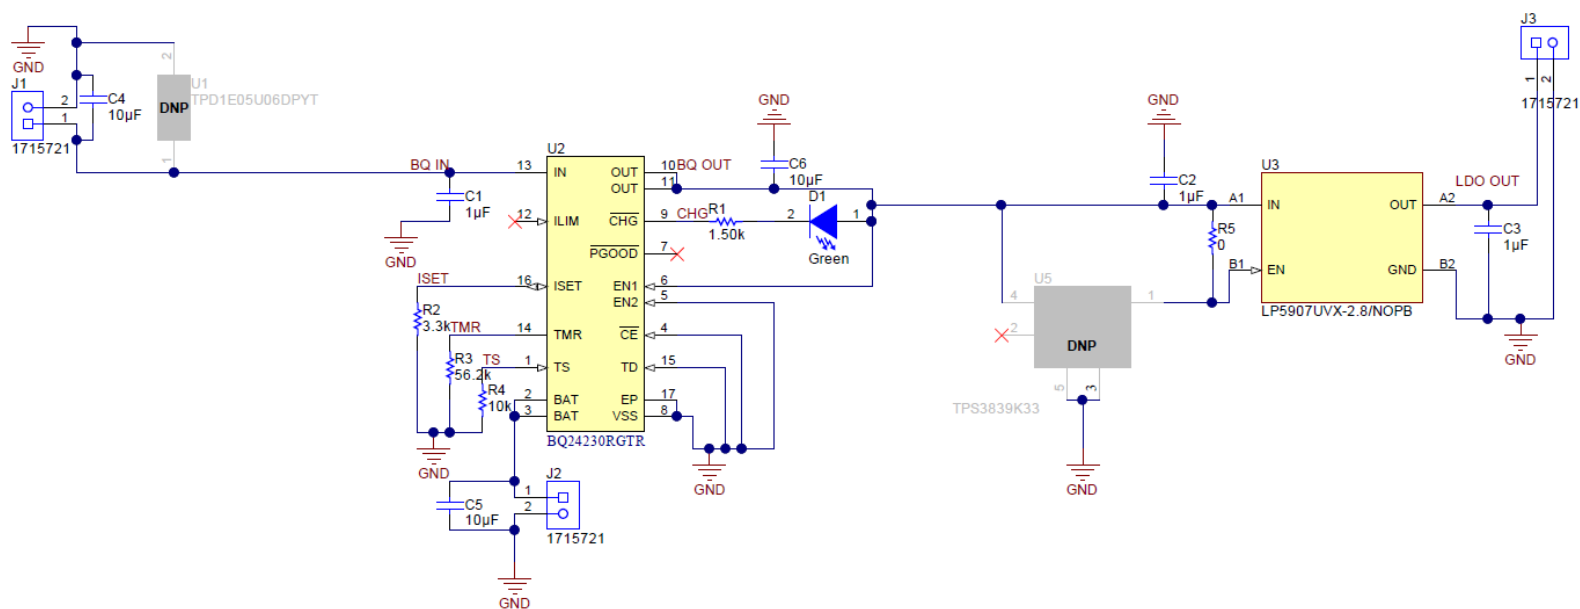 GND
J1
2
1
1715721
C4
10µF
2
DNP
1
U1
TPD1E05U06DPYT
BQ IN
C1
1µF
GND
U2
13
IN
12
ILIM
ISET
16
ISET
R2
3.3k
TMR
14
TMR
R3
56.2k
TS
1
TS
R4
10k
2
BAT
3
BAT
GND
OUT
10
BQ OUT
OUT
11
CHG
9
CHG
R1
1.50k
PGOOD
7
EN1
6
EN2
5
CE
4
TD
15
EP
17
VSS
8
BQ24230RGTR
GND
C5
10µF
J2
1
2
1715721
GND
GND
C6
10µF
D1
2
1
Green
GND
C2
1µF
R5
0
U5
4
2
1
DNP
5
3
TPS3839K33
GND
U3
A1
IN
B1
EN
OUT
A2
LDO OUT
GND
B2
LP5907UVX-2.8/NOPB
C3
1µF
GND
J3
1
2
1715721